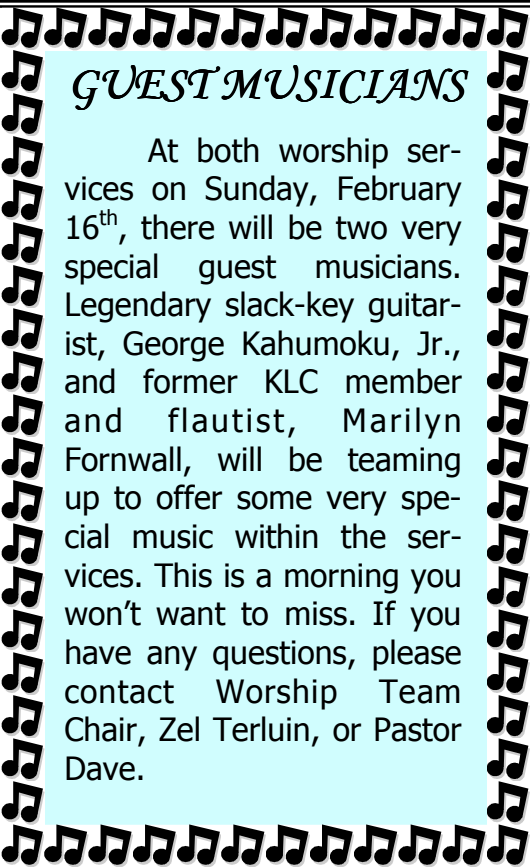 GUEST MUSICIANS
At both worship ser-
vices on Sunday, February
16th, there will be two very
special guest musicians.
Legendary slack-key guitar-
ist, George Kahumoku, Jr.,
and former KLC member
and flautist, Marilyn
Fornwall, will be teaming
up to offer some very spe-
cial music within the ser-
vices. This is a morning you
won't want to miss. If you
have any questions, please
contact Worship Team
Chair, Zel Terluin, or Pastor
Dave.